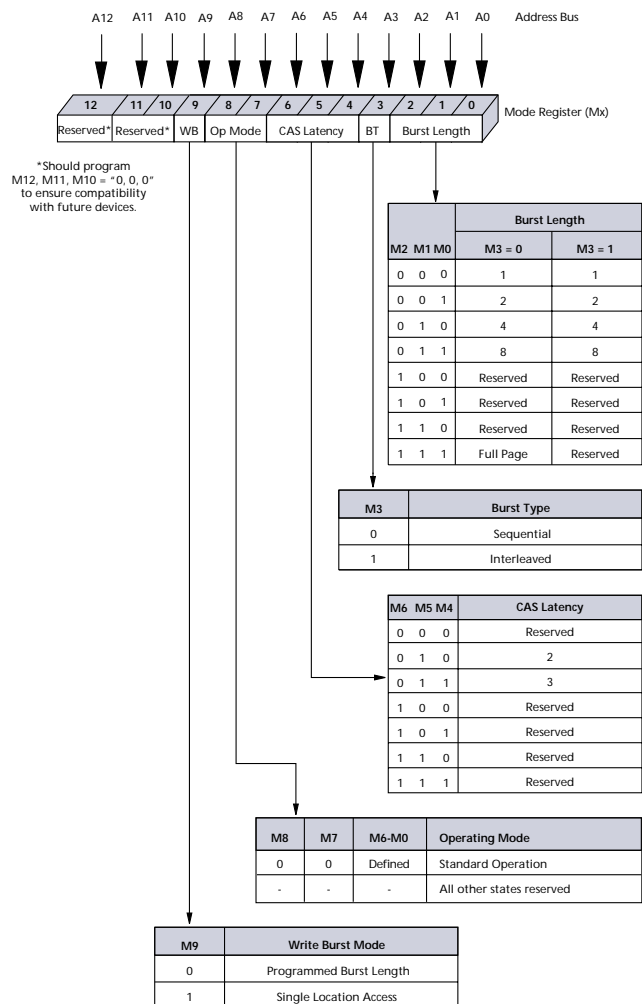 A12 A11 A10 A9 A8 A7 A6 A5 A4 A3 A2 A1 A0 Address Bus
12 11 10 9 8 7 6 5 4 3 2 1 0
Mode Register (Mx)
Reserved* Reserved* WB Op Mode CAS Latency BT Burst Length
*Should program
M12, M11, M10 = “0, 0, 0”
to ensure compatibility
with future devices.
Burst Length
M2 M1 M0 M3 = 0 M3 = 1
0 0 0 1 1
0 0 1 2 2
0 1 0 4 4
0 1 1 8 8
1 0 0 Reserved Reserved
1 0 1 Reserved Reserved
1 1 0 Reserved Reserved
1 1 1 Full Page Reserved
M3 Burst Type
0 Sequential
1 Interleaved
M6 M5 M4 CAS Latency
0 0 0 Reserved
0 1 0 2
0 1 1 3
1 0 0 Reserved
1 0 1 Reserved
1 1 0 Reserved
1 1 1 Reserved
M8 M7 M6-M0 Operating Mode
0 0 Defined Standard Operation
- - - All other states reserved
M9 Write Burst Mode
0 Programmed Burst Length
1 Single Location Access